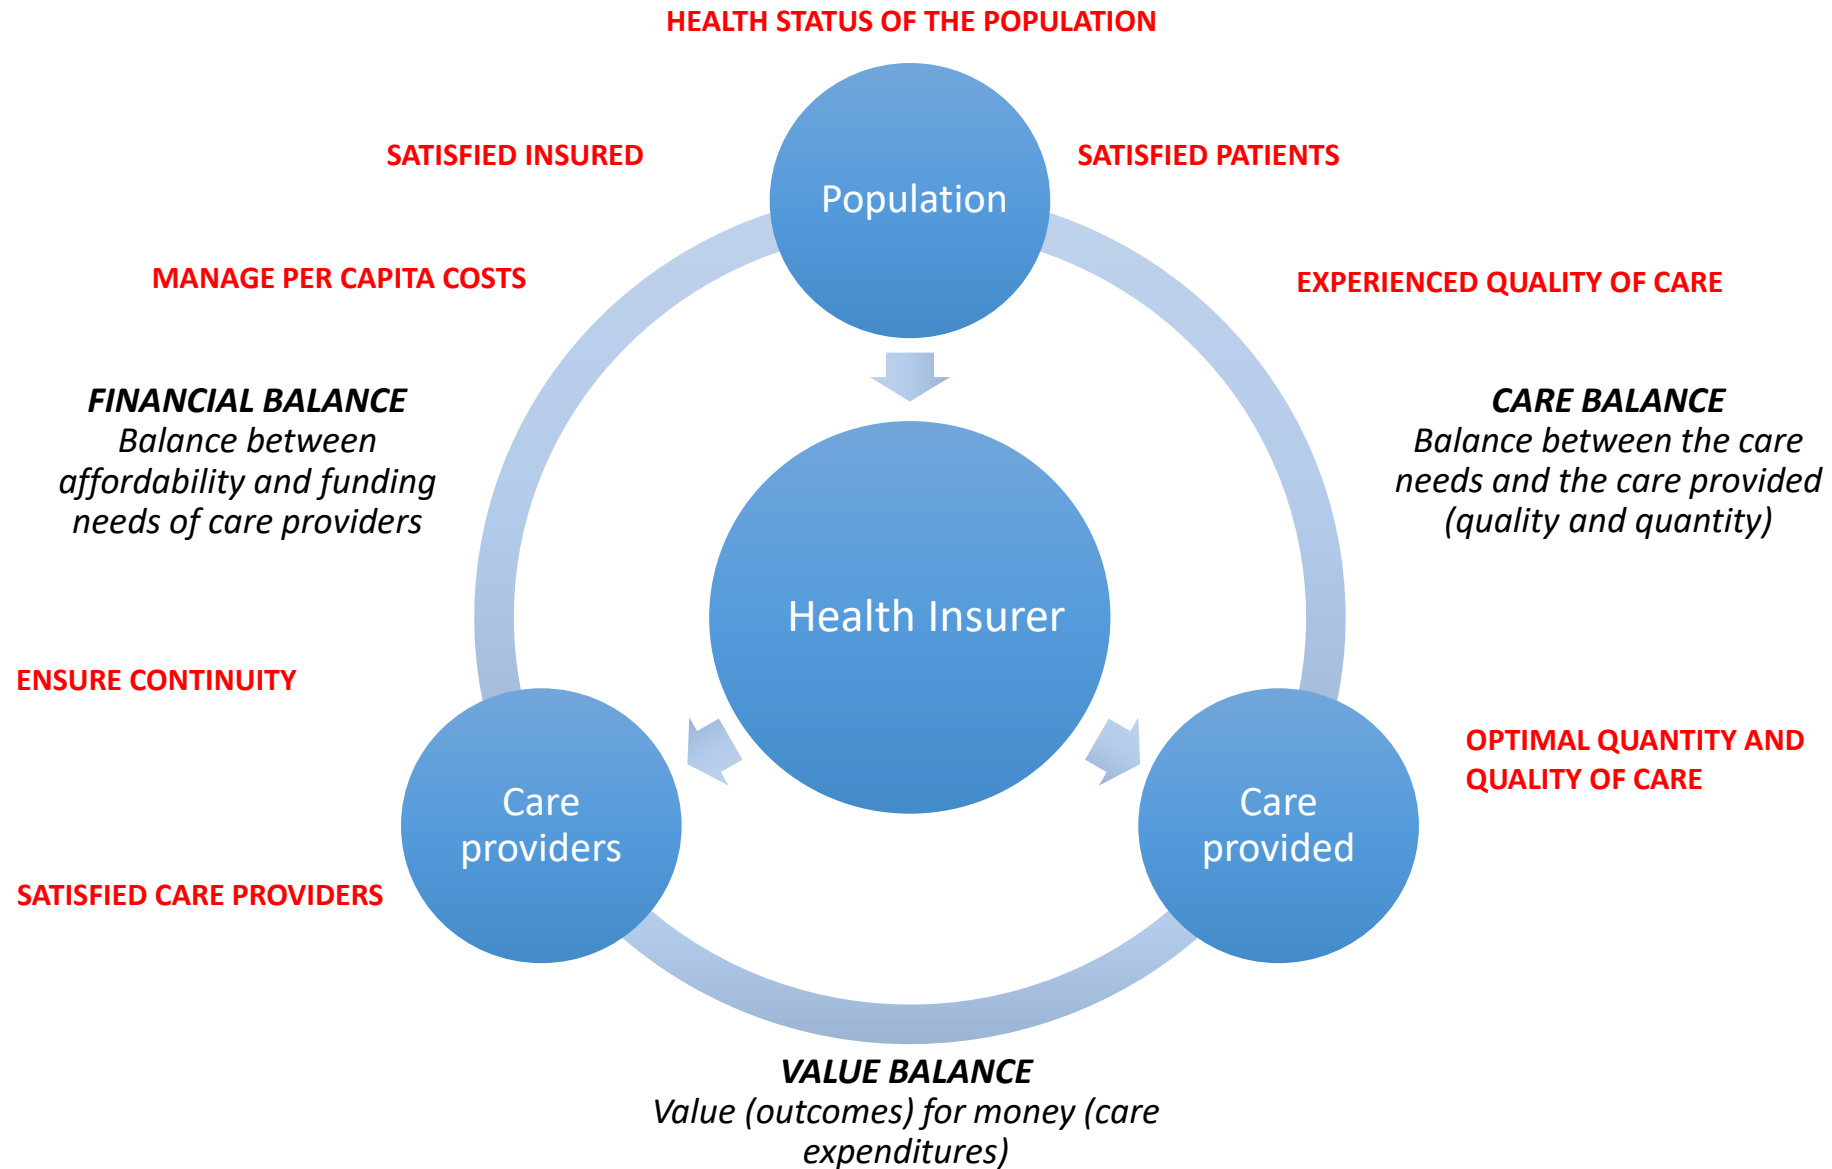 HEALTH STATUS OF THE POPULATION
SATISFIED INSURED
SATISFIED PATIENTS
Population
MANAGE PER CAPITA COSTS
EXPERIENCED QUALITY OF CARE
FINANCIAL BALANCE
Balance between
affordability and funding
needs of care providers
CARE BALANCE
Balance between the care
needs and the care provided
(quality and quantity)
Health Insurer
ENSURE CONTINUITY
OPTIMAL QUANTITY AND
QUALITY OF CARE
Care
providers
Care
provided
SATISFIED CARE PROVIDERS
VALUE BALANCE
Value (outcomes) for money (care
expenditures)